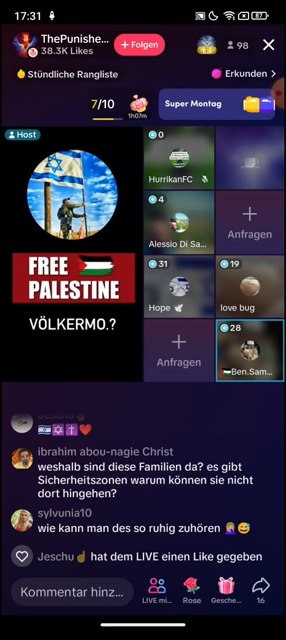 17:31
87
ThePunishe...
38.3K Likes
+ Folgen
98
Stündliche Rangliste
Erkunden >
7/10
1h07m
Super Montag
Host
0
HurrikanFC
4
Alessio Di Sa...
Anfragen
FREE
PALESTINE
VÖLKERMO.?
31
Hope
19
love bug
Anfragen
28
Ben.Sam...
Jeschu
ibrahim abou-nagie Christ
weshalb sind diese Familien da? es gibt
Sicherheitszonen warum können sie nicht
dort hingehen?
sylvunia10
wie kann man des so ruhig zuhören
Jeschu hat dem LIVE einen Like gegeben
Kommentar hinz...
LIVE mi...
Rose
Gesche...
16